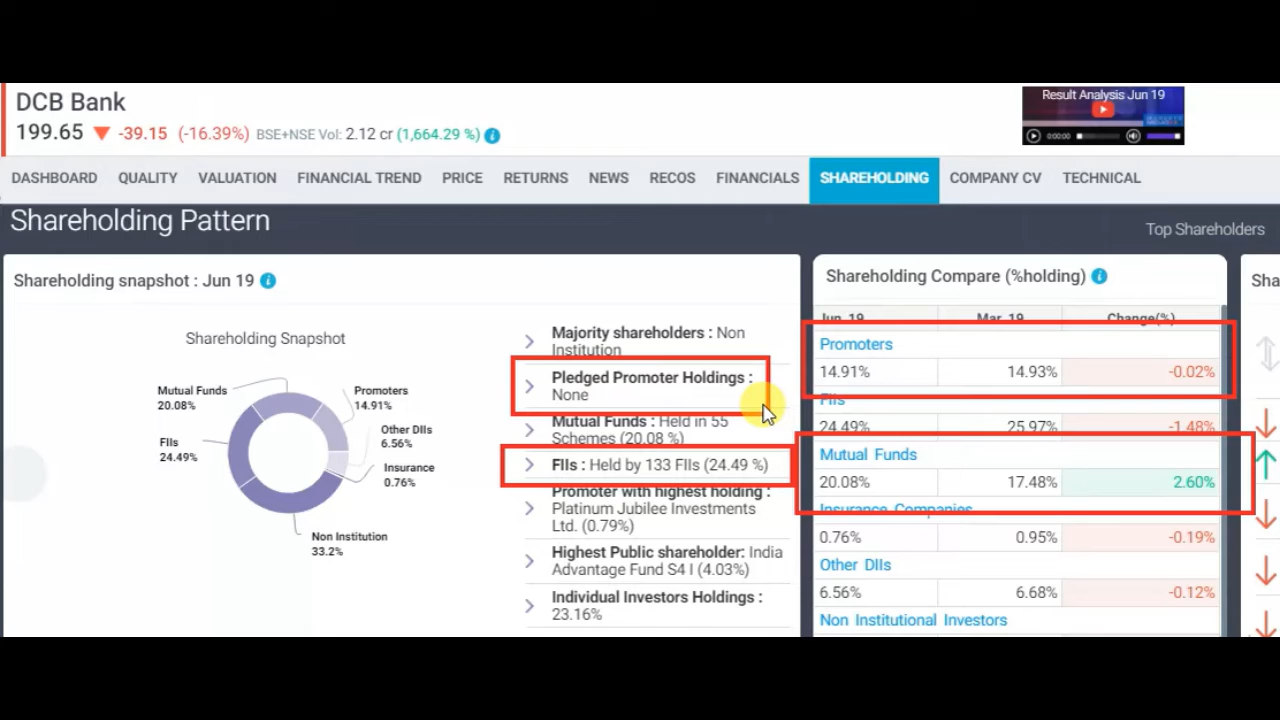 DCB Bank
199.65 -39.15 (-16.39%) BSE+NSE Vol: 2.12 cr (1,664.29 %)
Result Analysis Jun 19
0:00:00
DASHBOARD QUALITY VALUATION FINANCIAL TREND PRICE RETURNS NEWS RECOS FINANCIALS SHAREHOLDING COMPANY CV TECHNICAL
Shareholding Pattern
Top Shareholders
Shareholding snapshot : Jun 19
Shareholding Snapshot
Mutual Funds
20.08%
Promoters
14.91%
Other DIIs
6.56%
FIIs
24.49%
Insurance
0.76%
Non Institution
33.2%
Majority shareholders : Non
Institution
Pledged Promoter Holdings :
None
Mutual Funds : Held in 55
Schemes (20.08 %)
FIIs : Held by 133 FIIs (24.49 %)
Promoter with highest holding :
Platinum Jubilee Investments
Ltd. (0.79%)
Highest Public shareholder: India
Advantage Fund S4 I (4.03%)
Individual Investors Holdings :
23.16%
Shareholding Compare (%holding)
Jun 19 Mar 19 Change(%)
Promoters
14.91% 14.93% -0.02%
FIIs
24.49% 25.97% -1.48%
Mutual Funds
20.08% 17.48% 2.60%
Insurance Companies
0.76% 0.95% -0.19%
Other DIIs
6.56% 6.68% -0.12%
Non Institutional Investors
Sha